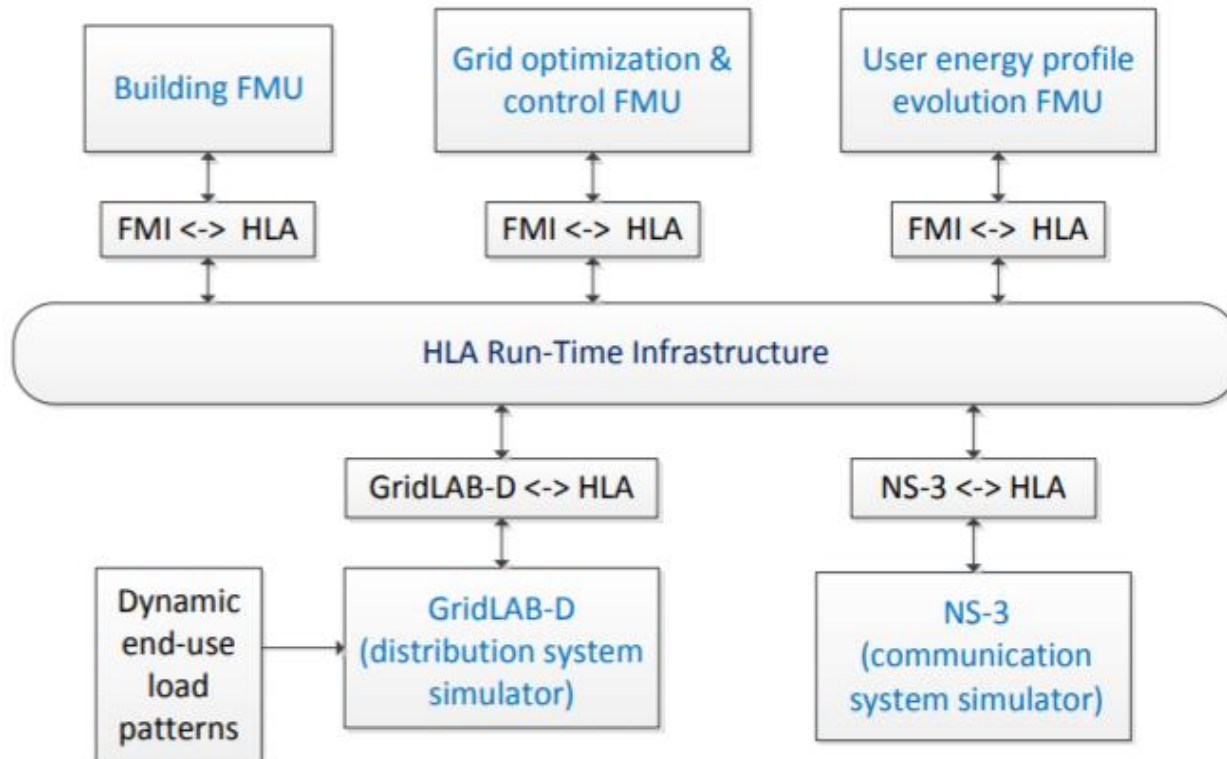 Building FMU
Grid optimization &
control FMU
User energy profile
evolution FMU
FMI <-> HLA
FMI <-> HLA
FMI <-> HLA
HLA Run-Time Infrastructure
GridLAB-D <-> HLA
NS-3 <-> HLA
Dynamic
end-use
load
patterns
GridLAB-D
(distribution system
simulator)
NS-3
(communication
system simulator)